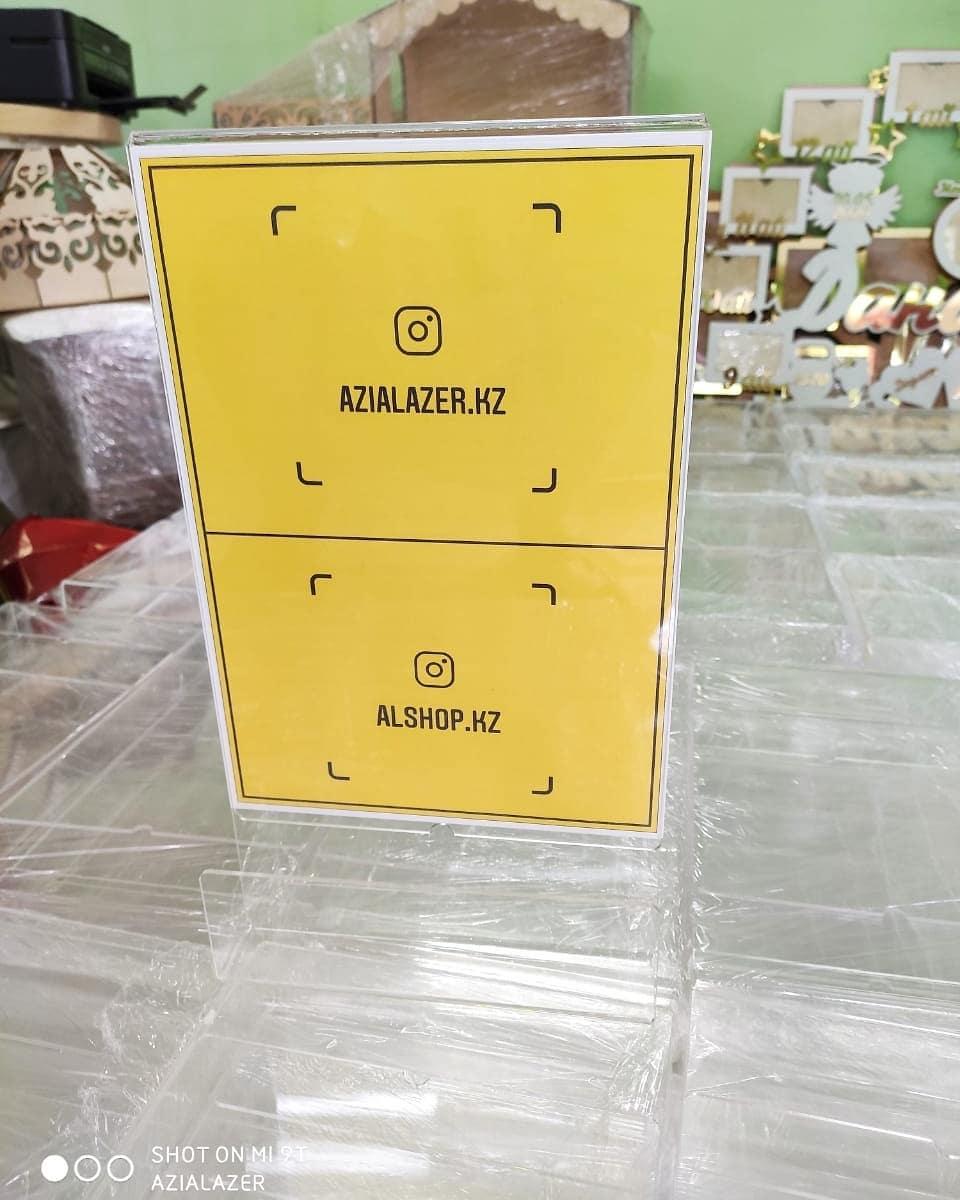 AZIALAZER.KZ
ALSHOP.KZ
SHOT ON MI 9T
AZIALAZER